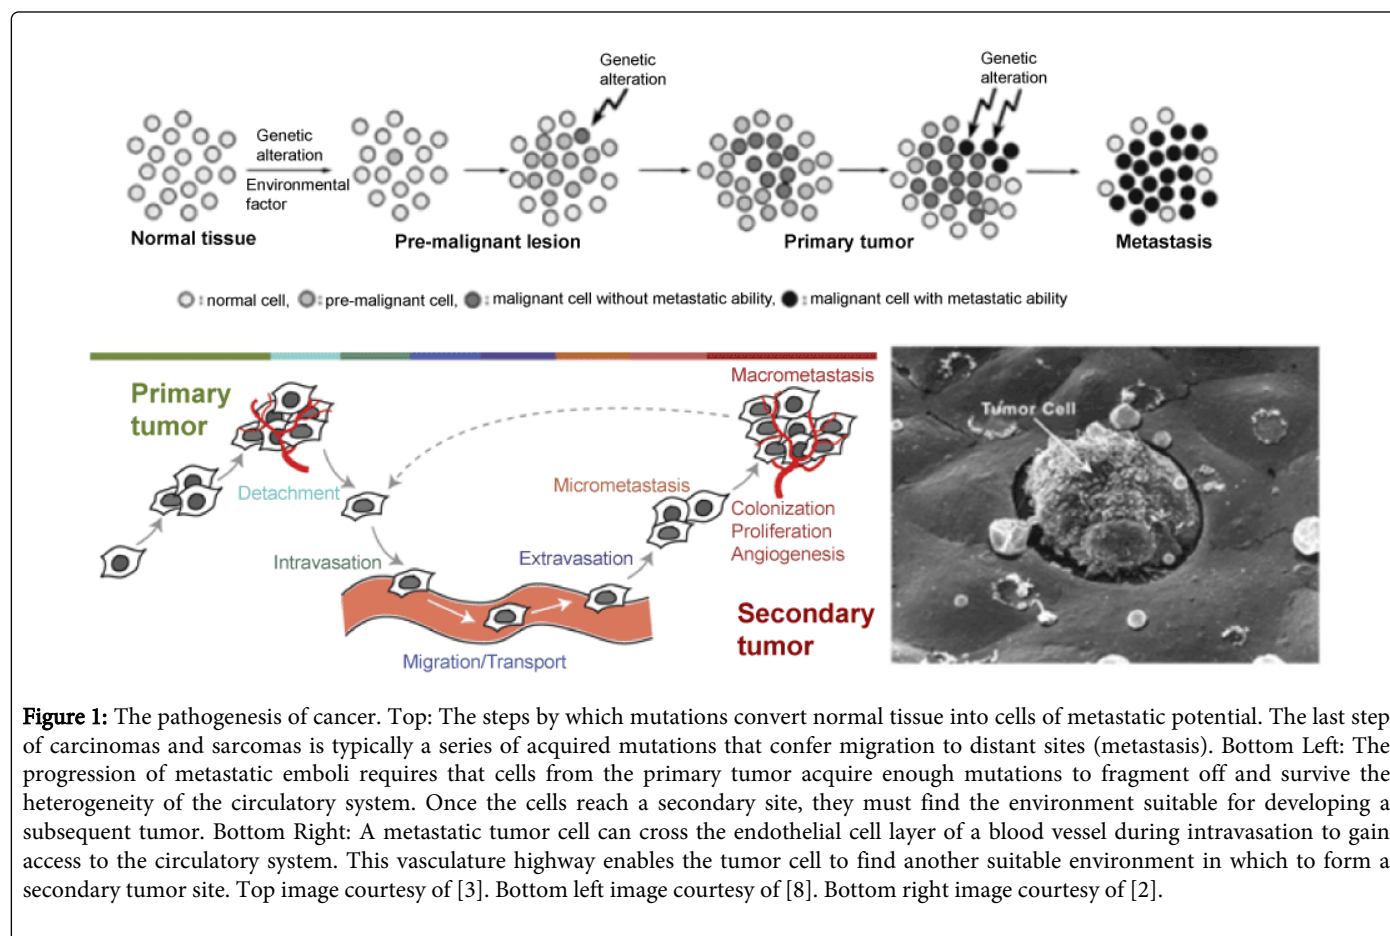 Genetic
alteration
Genetic
alteration
Genetic
alteration
Environmental
factor
Normal tissue
Pre-malignant lesion
Primary tumor
Metastasis
: normal cell, : pre-malignant cell, : malignant cell without metastatic ability, : malignant cell with metastatic ability
Primary
tumor
Detachment
Intravasation
Migration/Transport
Extravasation
Micrometastasis
Macrometastasis
Colonization
Proliferation
Angiogenesis
Secondary
tumor
Tumor Cell
Figure 1: The pathogenesis of cancer. Top: The steps by which mutations convert normal tissue into cells of metastatic potential. The last step
of carcinomas and sarcomas is typically a series of acquired mutations that confer migration to distant sites (metastasis). Bottom Left: The
progression of metastatic emboli requires that cells from the primary tumor acquire enough mutations to fragment off and survive the
heterogeneity of the circulatory system. Once the cells reach a secondary site, they must find the environment suitable for developing a
subsequent tumor. Bottom Right: A metastatic tumor cell can cross the endothelial cell layer of a blood vessel during intravasation to gain
access to the circulatory system. This vasculature highway enables the tumor cell to find another suitable environment in which to form a
secondary tumor site. Top image courtesy of [3]. Bottom left image courtesy of [8]. Bottom right image courtesy of [2].